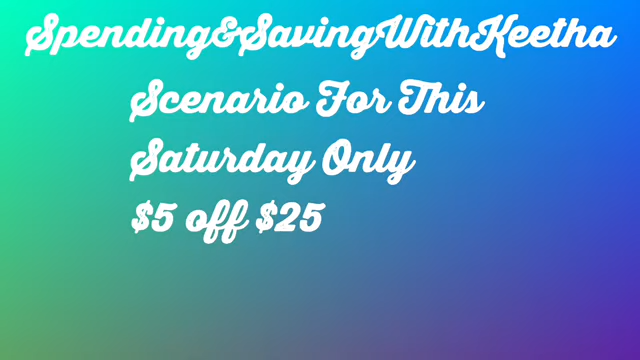 Spending&SavingWithKeetha
Scenario For This
Saturday Only
$5 off $25